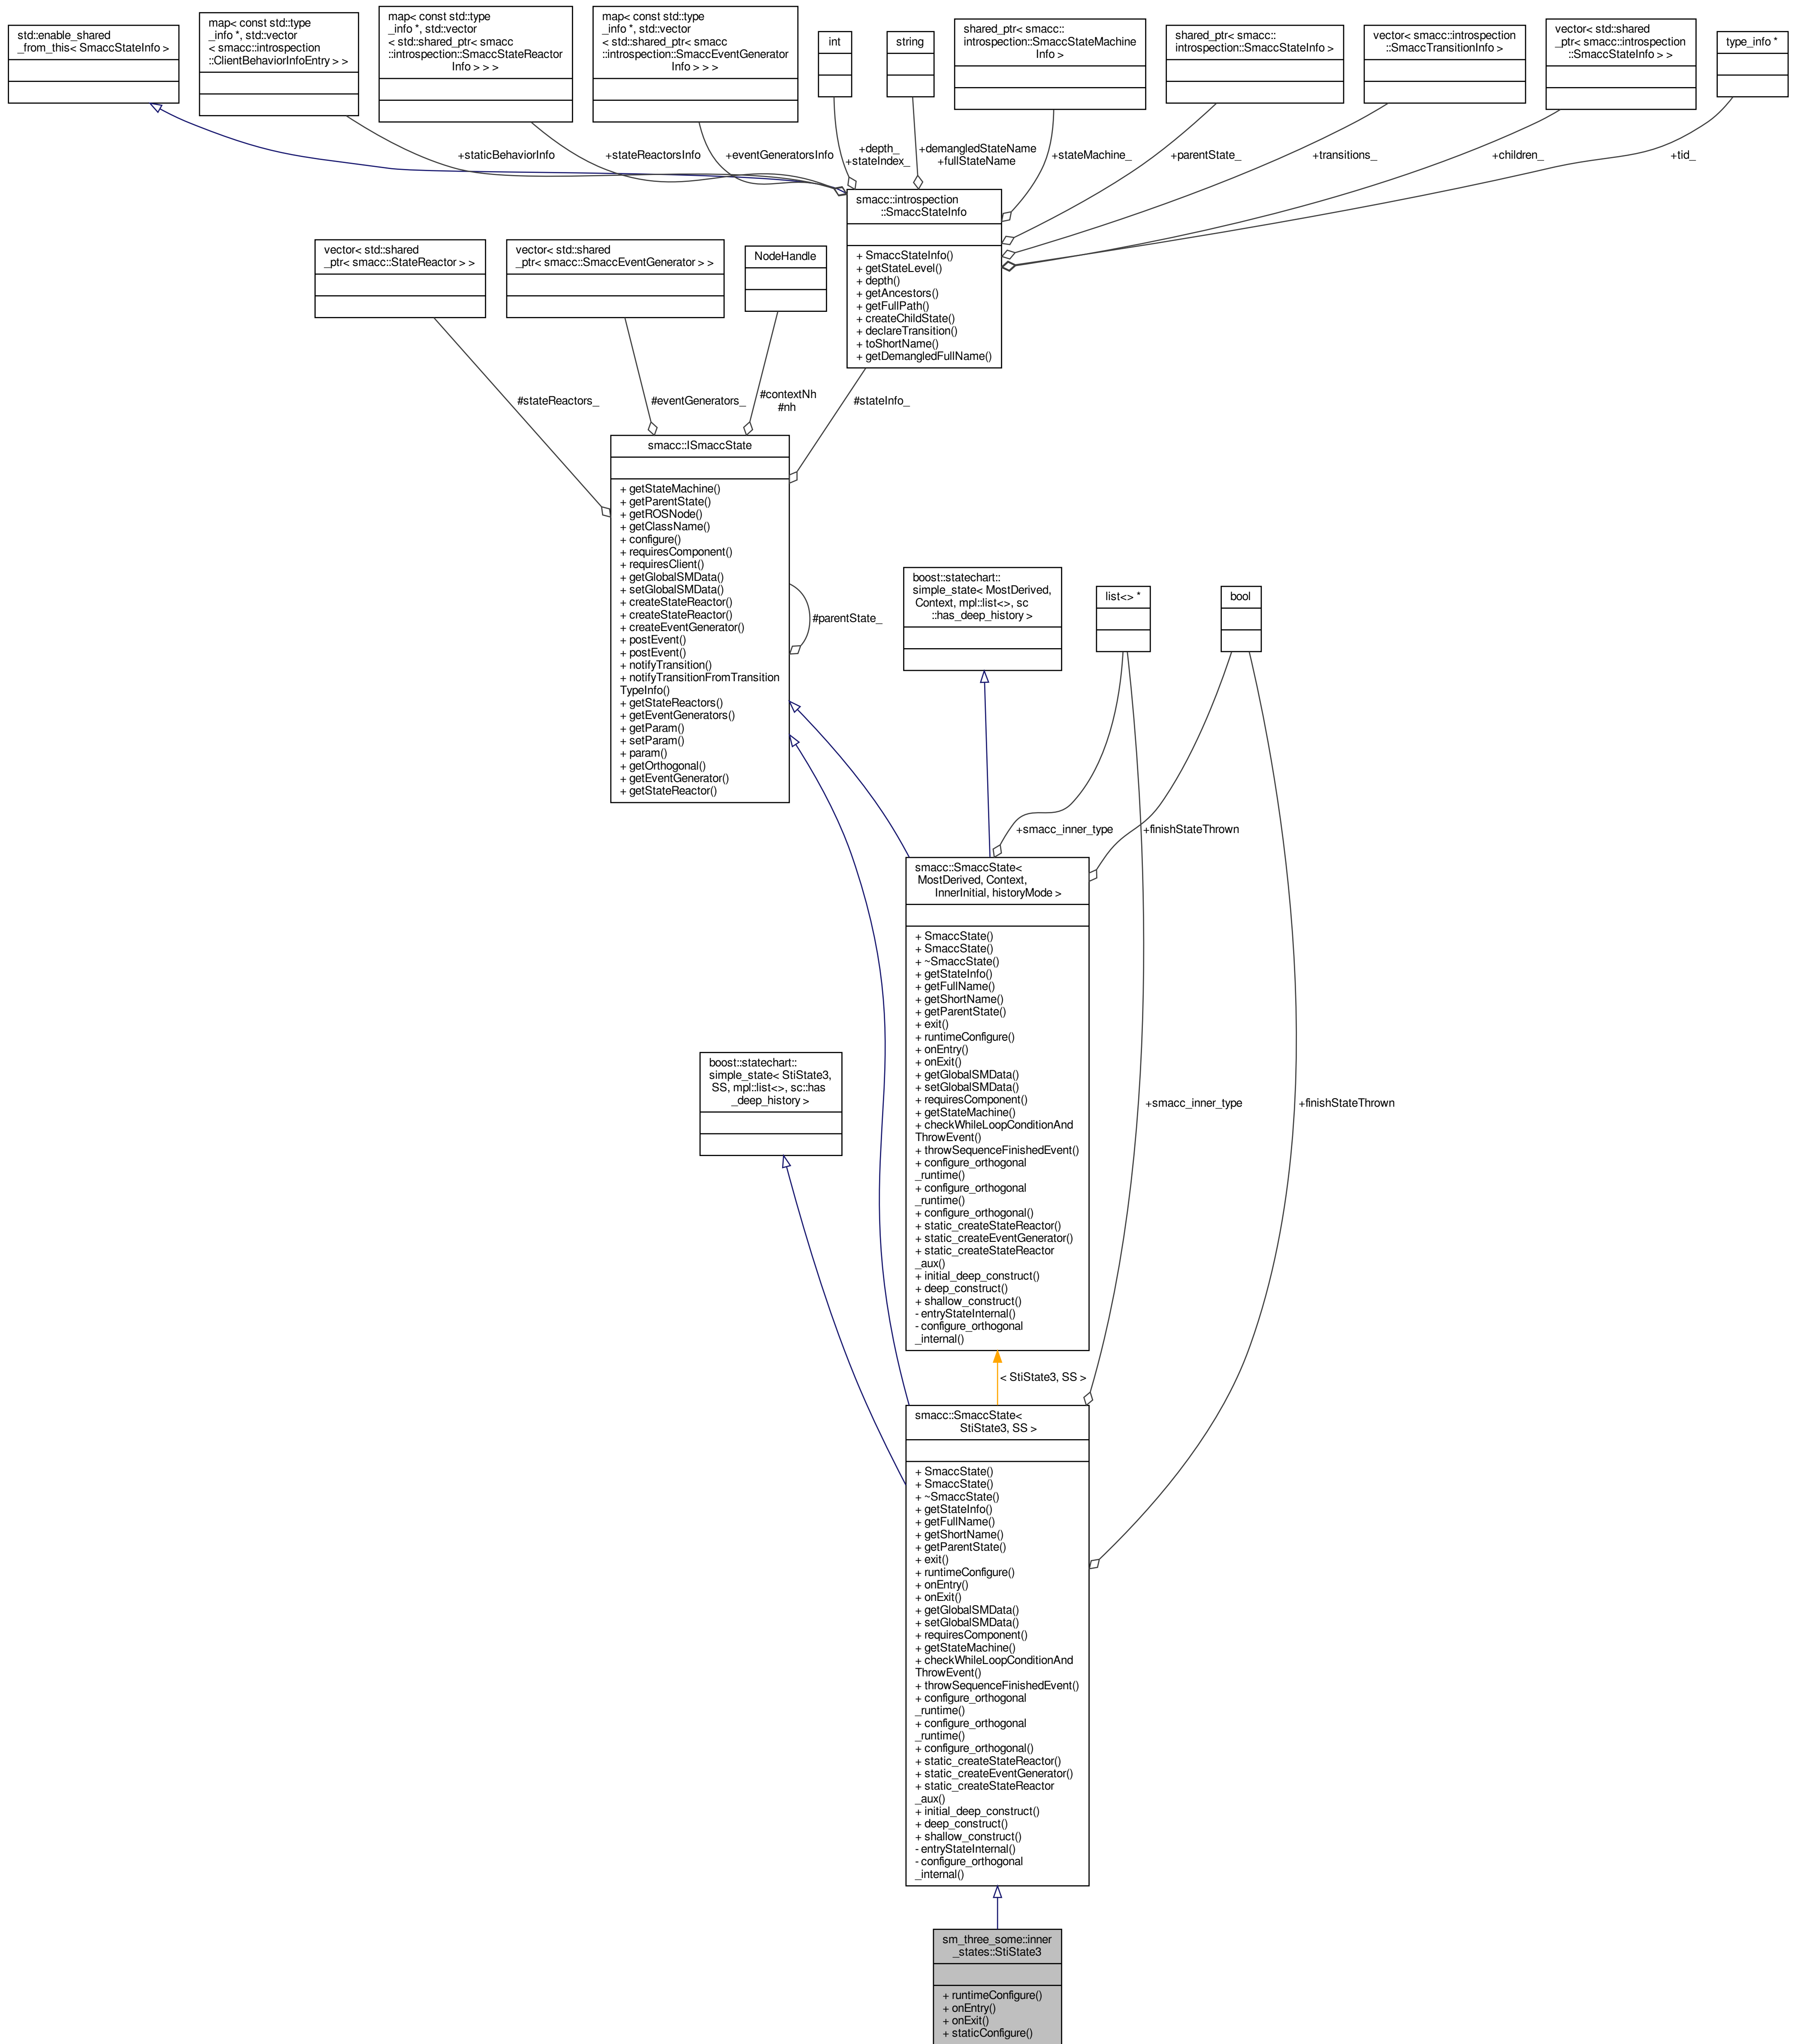 std::enable_shared
_from_this< SmaccStateInfo >
map< const std::type
_info *, std::vector
< smacc::introspection
::ClientBehaviorInfoEntry > >
map< const std::type
_info *, std::vector
< std::shared_ptr< smacc
::introspection::SmaccStateReactor
Info > > >
map< const std::type
_info *, std::vector
< std::shared_ptr< smacc
::introspection::SmaccEventGenerator
Info > > >
int
string
shared_ptr< smacc::
introspection::SmaccStateMachine
Info >
shared_ptr< smacc::
introspection::SmaccStateInfo >
vector< smacc::introspection
::SmaccTransitionInfo >
vector< std::shared
_ptr< smacc::introspection
::SmaccStateInfo > >
type_info *
+staticBehaviorInfo
+stateReactorsInfo
+eventGeneratorsInfo
+depth_
+stateIndex_
+demangledStateName
+fullStateName
+stateMachine_
+parentState_
+transitions_
+children_
+tid_
smacc::introspection
::SmaccStateInfo
+ SmaccStateInfo()
+ getStateLevel()
+ depth()
+ getAncestors()
+ getFullPath()
+ createChildState()
+ declareTransition()
+ toShortName()
+ getDemangledFullName()
vector< std::shared
_ptr< smacc::StateReactor > >
vector< std::shared
_ptr< smacc::SmaccEventGenerator > >
NodeHandle
#stateReactors_
#eventGenerators_
#contextNh
#nh
#stateInfo_
smacc::ISmaccState
+ getStateMachine()
+ getParentState()
+ getROSNode()
+ getClassName()
+ configure()
+ requiresComponent()
+ requiresClient()
+ getGlobalSMData()
+ setGlobalSMData()
+ createStateReactor()
+ createStateReactor()
+ createEventGenerator()
+ postEvent()
+ postEvent()
+ notifyTransition()
+ notifyTransitionFromTransition
TypeInfo()
+ getStateReactors()
+ getEventGenerators()
+ getParam()
+ setParam()
+ param()
+ getOrthogonal()
+ getEventGenerator()
+ getStateReactor()
#parentState_
boost::statechart::
simple_state< MostDerived,
Context, mpl::list<>, sc
::has_deep_history >
list<> *
bool
+smacc_inner_type
+finishStateThrown
smacc::SmaccState<
MostDerived, Context,
InnerInitial, historyMode >
+ SmaccState()
+ SmaccState()
+ ~SmaccState()
+ getStateInfo()
+ getFullName()
+ getShortName()
+ getParentState()
+ exit()
+ runtimeConfigure()
+ onEntry()
+ onExit()
+ getGlobalSMData()
+ setGlobalSMData()
+ requiresComponent()
+ getStateMachine()
+ checkWhileLoopConditionAnd
ThrowEvent()
+ throwSequenceFinishedEvent()
+ configure_orthogonal
_runtime()
+ configure_orthogonal
_runtime()
+ configure_orthogonal()
+ static_createStateReactor()
+ static_createEventGenerator()
+ static_createStateReactor
_aux()
+ initial_deep_construct()
+ deep_construct()
+ shallow_construct()
- entryStateInternal()
- configure_orthogonal
_internal()
boost::statechart::
simple_state< StiState3,
SS, mpl::list<>, sc::has
_deep_history >
+smacc_inner_type
+finishStateThrown
< StiState3, SS >
smacc::SmaccState<
StiState3, SS >
+ SmaccState()
+ SmaccState()
+ ~SmaccState()
+ getStateInfo()
+ getFullName()
+ getShortName()
+ getParentState()
+ exit()
+ runtimeConfigure()
+ onEntry()
+ onExit()
+ getGlobalSMData()
+ setGlobalSMData()
+ requiresComponent()
+ getStateMachine()
+ checkWhileLoopConditionAnd
ThrowEvent()
+ throwSequenceFinishedEvent()
+ configure_orthogonal
_runtime()
+ configure_orthogonal
_runtime()
+ configure_orthogonal()
+ static_createStateReactor()
+ static_createEventGenerator()
+ static_createStateReactor
_aux()
+ initial_deep_construct()
+ deep_construct()
+ shallow_construct()
- entryStateInternal()
- configure_orthogonal
_internal()
sm_three_some::inner
_states::StiState3
+ runtimeConfigure()
+ onEntry()
+ onExit()
+ staticConfigure()